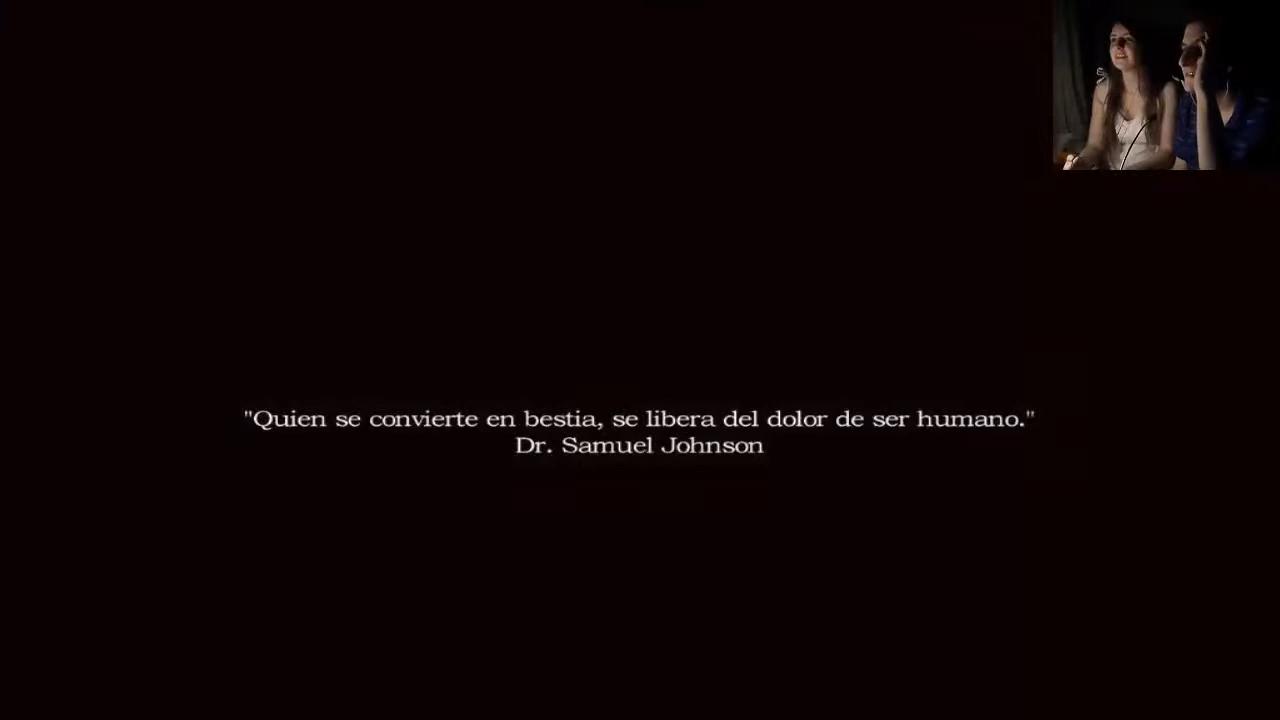 "Quien se convierte en bestia, se libera del dolor de ser humano."
Dr. Samuel Johnson